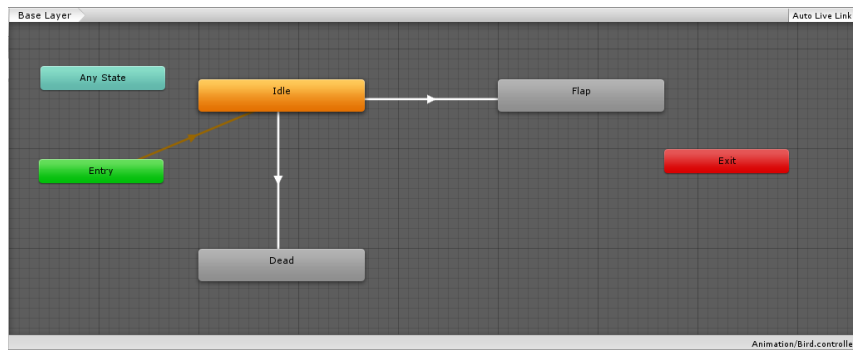 Base Layer
Auto Live Link
Any State
Idle
Flap
Entry
Exit
Dead
Animation/Bird.controlle